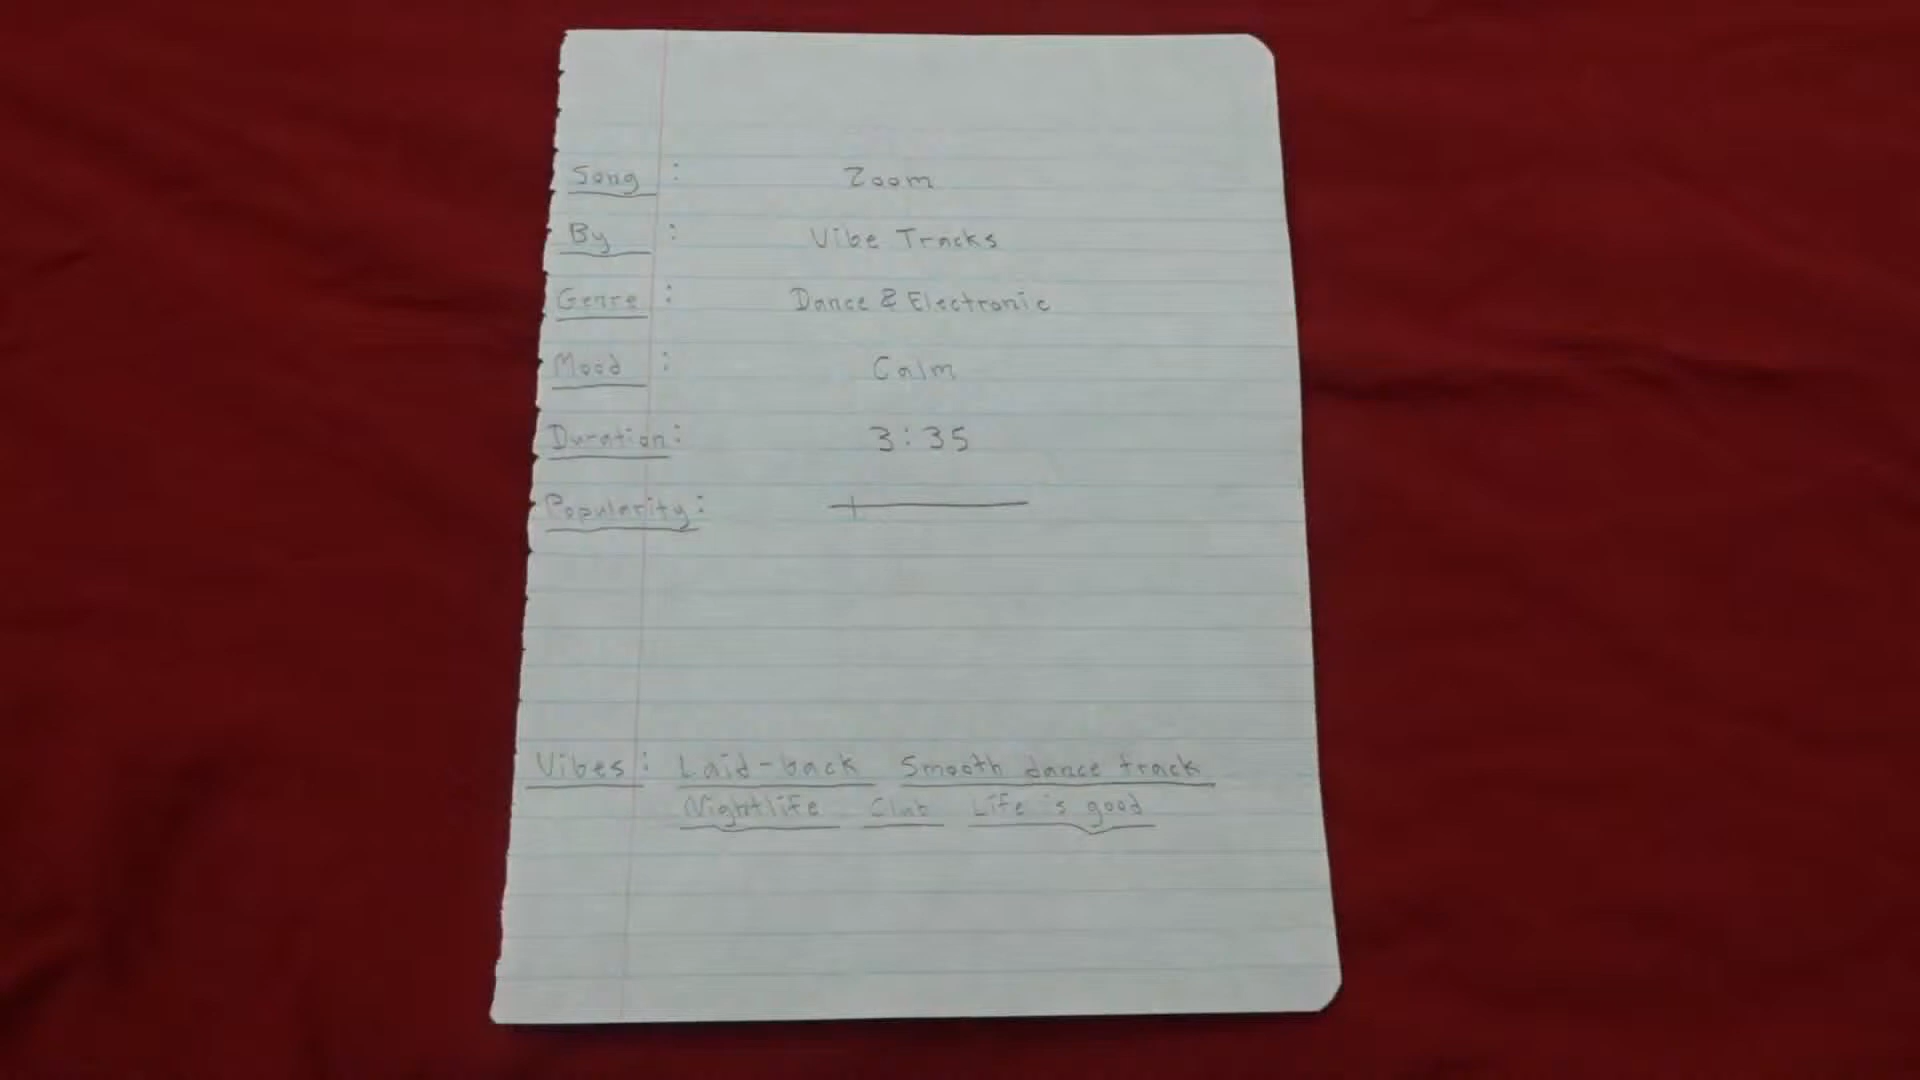 Song : Zoom
By : Vibe Tracks
Genre : Dance & Electronic
Mood : Calm
Duration: 3:35
Popularity:
Vibes: Laid-back Smooth dance track
Nightlife Club Life is good